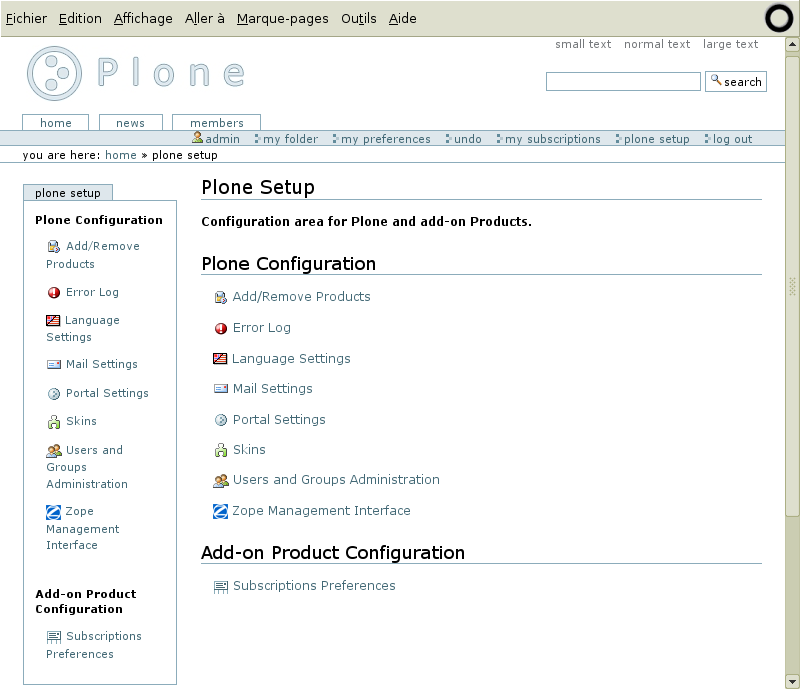 Fichier Edition Affichage Aller à Marque-pages Outils Aide
small text normal text large text
Plone
search
home news members
admin my folder my preferences undo my subscriptions plone setup log out
you are here: home » plone setup
plone setup
Plone Configuration
Add/Remove
Products
Error Log
Language
Settings
Mail Settings
Portal Settings
Skins
Users and
Groups
Administration
Zope
Management
Interface
Add-on Product
Configuration
Subscriptions
Preferences
Plone Setup
Configuration area for Plone and add-on Products.
Plone Configuration
Add/Remove Products
Error Log
Language Settings
Mail Settings
Portal Settings
Skins
Users and Groups Administration
Zope Management Interface
Add-on Product Configuration
Subscriptions Preferences